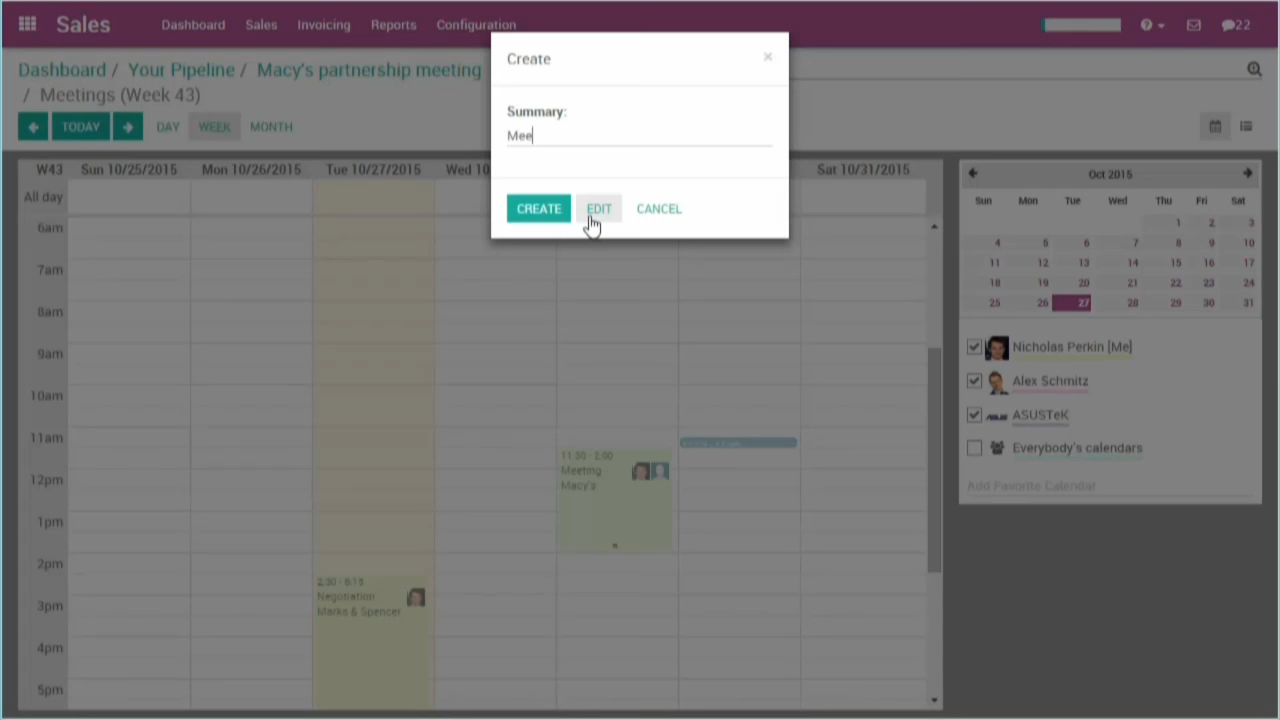 Sales Dashboard Sales Invoicing Reports Configuration 22
Create ×
Dashboard / Your Pipeline / Macy's partnership meeting
/ Meetings (Week 43)
Summary:
Mee
TODAY DAY WEEK MONTH
CREATE EDIT CANCEL
W43 Sun 10/25/2015 Mon 10/26/2015 Tue 10/27/2015 Wed 10 Sat 10/31/2015
All day
6am
7am
8am
9am
10am
11am
12pm
1pm
2pm
3pm
4pm
5pm
11:30 - 2:00
Meeting
Macy's
Negotiation
Marks & Spencer
Oct 2015
Sun Mon Tue Wed Thu Fri Sat
1 2 3
4 5 6 7 8 9 10
11 12 13 14 15 16 17
18 19 20 21 22 23 24
25 26 27 28 29 30 31
Nicholas Perkin [Me]
Alex Schmitz
ASUSTeK
Everybody's calendars
Add Favorite Calendar